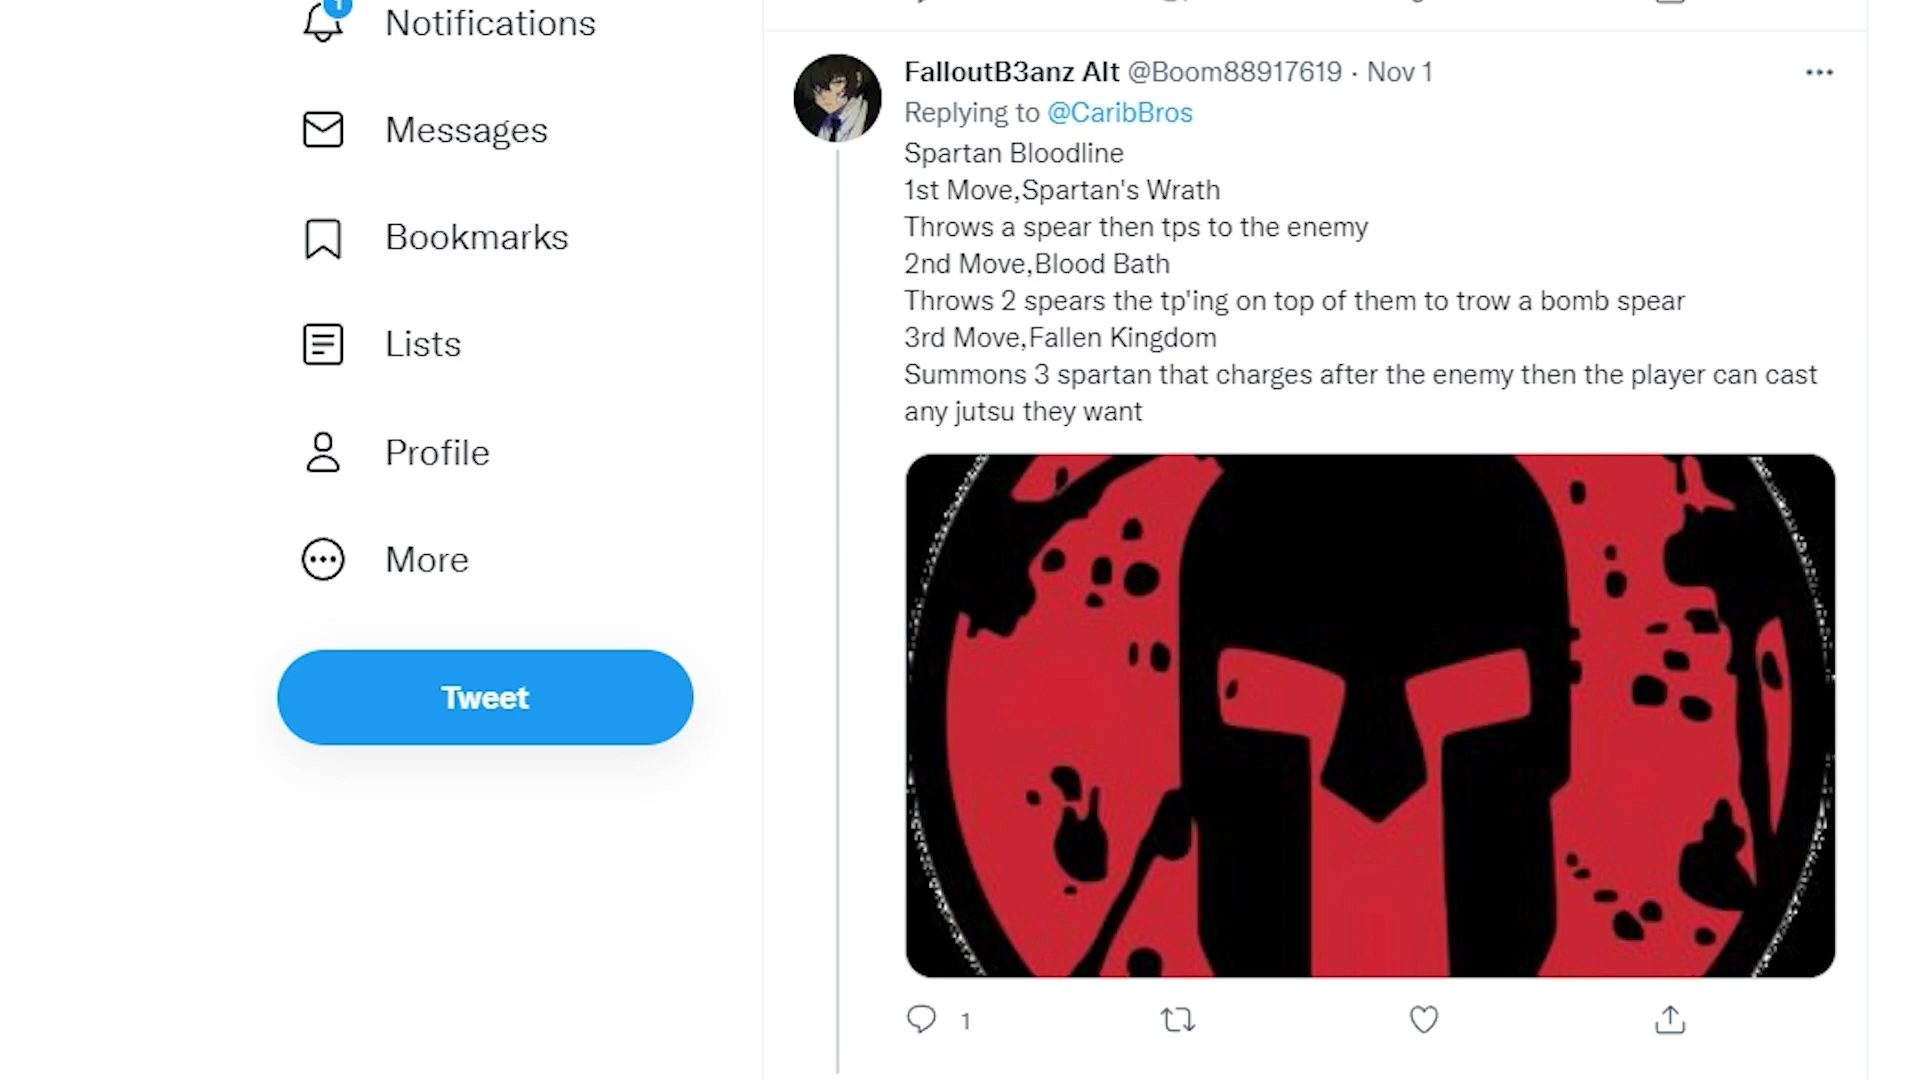 1
Notifications
Messages
Bookmarks
Lists
Profile
More
Tweet
FalloutB3anz Alt @Boom88917619 · Nov 1
Replying to @CaribBros
Spartan Bloodline
1st Move,Spartan's Wrath
Throws a spear then tps to the enemy
2nd Move,Blood Bath
Throws 2 spears the tp'ing on top of them to trow a bomb spear
3rd Move,Fallen Kingdom
Summons 3 spartan that charges after the enemy then the player can cast
any jutsu they want
1